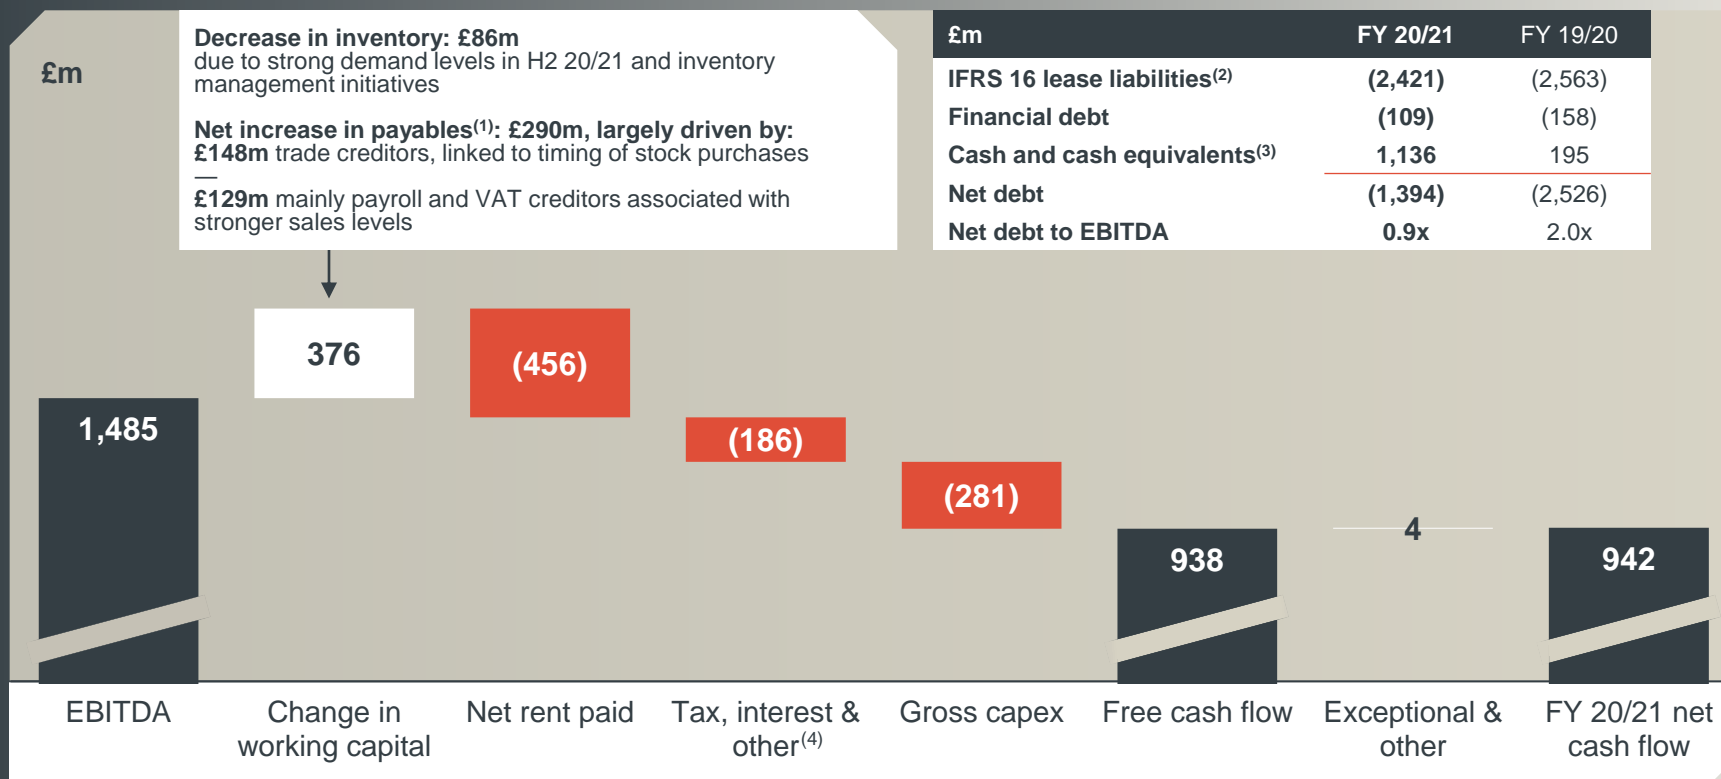 £m
Decrease in inventory: £86m
due to strong demand levels in H2 20/21 and inventory
management initiatives
Net increase in payables(1): £290m, largely driven by:
£148m trade creditors, linked to timing of stock purchases
—
£129m mainly payroll and VAT creditors associated with
stronger sales levels
£m FY 20/21 FY 19/20
IFRS 16 lease liabilities(2) (2,421) (2,563)
Financial debt (109) (158)
Cash and cash equivalents(3) 1,136 195
Net debt (1,394) (2,526)
Net debt to EBITDA 0.9x 2.0x
1,485
376
(456)
(186)
(281)
938
4
942
EBITDA
Change in
working capital
Net rent paid
Tax, interest &
other(4)
Gross capex
Free cash flow
Exceptional &
other
FY 20/21 net
cash flow